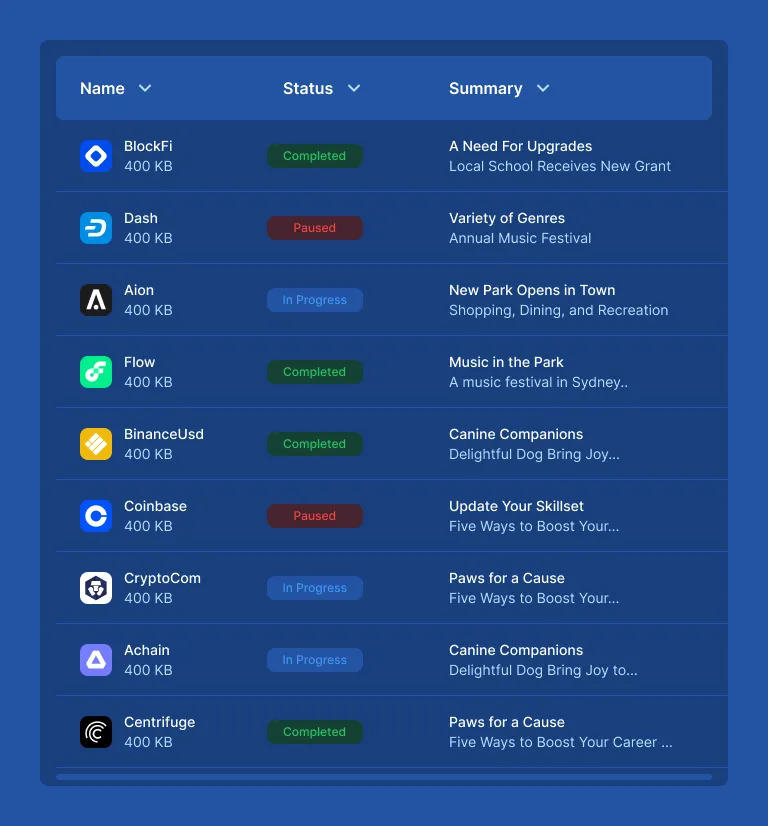 Name Status Summary
BlockFi Completed A Need For Upgrades
400 KB Local School Receives New Grant
Dash Paused Variety of Genres
400 KB Annual Music Festival
Aion In Progress New Park Opens in Town
400 KB Shopping, Dining, and Recreation
Flow Completed Music in the Park
400 KB A music festival in Sydney..
BinanceUsd Completed Canine Companions
400 KB Delightful Dog Bring Joy...
Coinbase Paused Update Your Skillset
400 KB Five Ways to Boost Your...
CryptoCom In Progress Paws for a Cause
400 KB Five Ways to Boost Your...
Achain In Progress Canine Companions
400 KB Delightful Dog Bring Joy to...
Centrifuge Completed Paws for a Cause
400 KB Five Ways to Boost Your Career ...